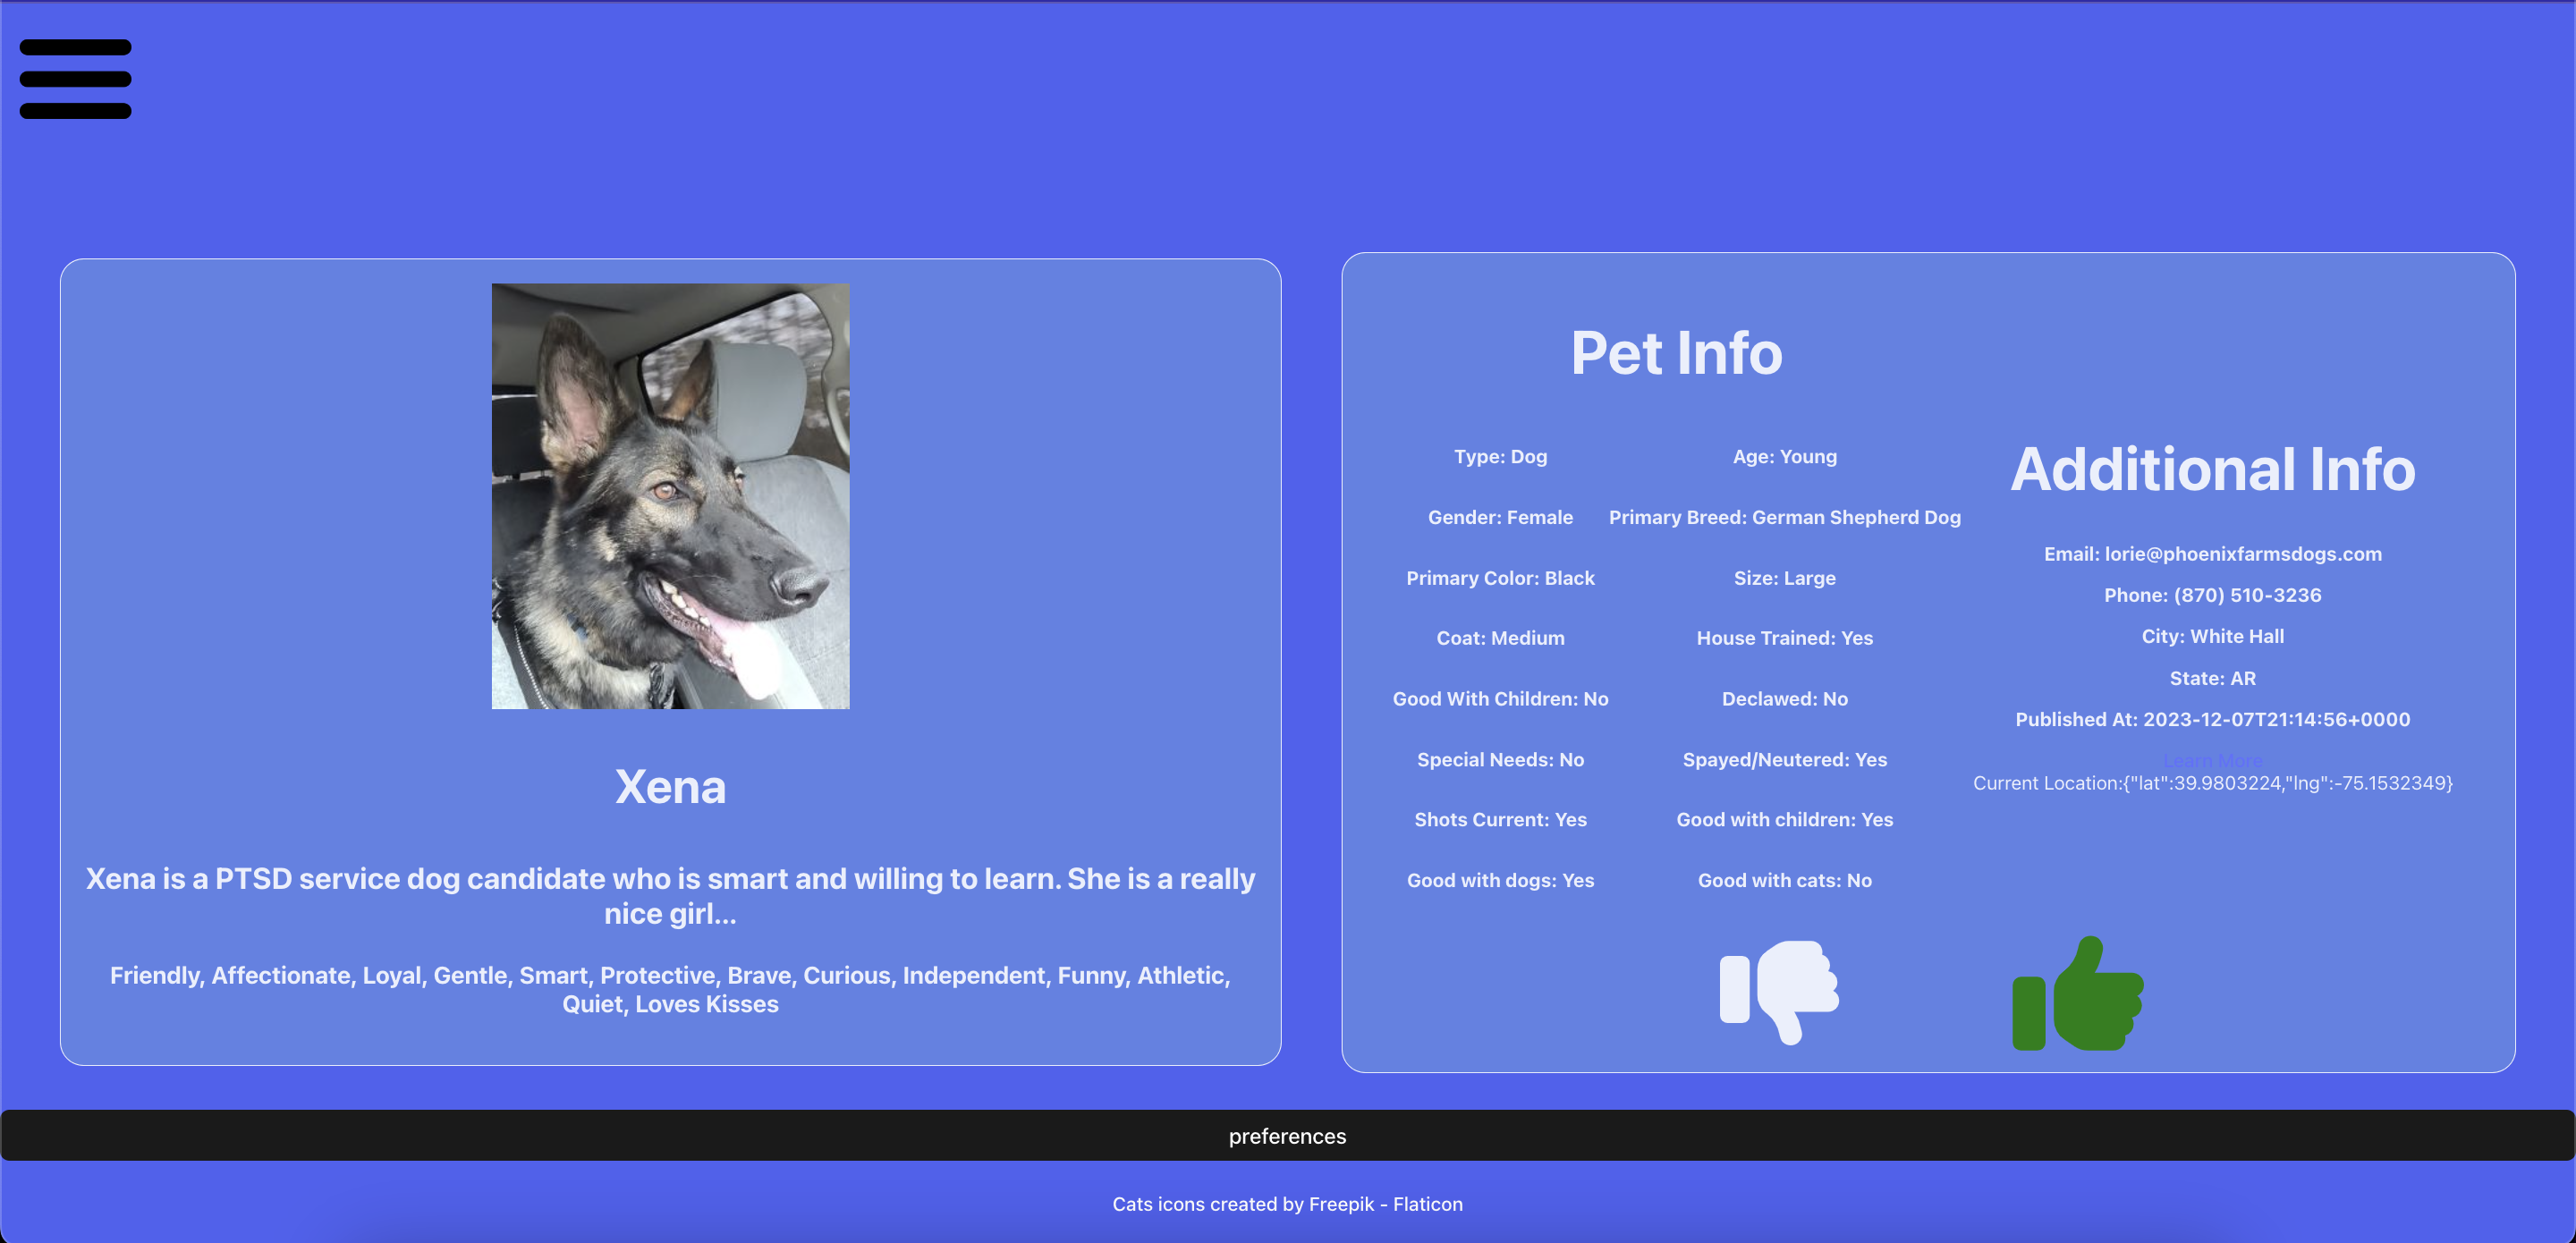 Xena
Xena is a PTSD service dog candidate who is smart and willing to learn. She is a really
nice girl...
Friendly, Affectionate, Loyal, Gentle, Smart, Protective, Brave, Curious, Independent, Funny, Athletic,
Quiet, Loves Kisses
Pet Info
Type: Dog
Age: Young
Gender: Female
Primary Breed: German Shepherd Dog
Primary Color: Black
Size: Large
Coat: Medium
House Trained: Yes
Good With Children: No
Declawed: No
Special Needs: No
Spayed/Neutered: Yes
Shots Current: Yes
Good with children: Yes
Good with dogs: Yes
Good with cats: No
Additional Info
Email: lorie@phoenixfarmsdogs.com
Phone: (870) 510-3236
City: White Hall
State: AR
Published At: 2023-12-07T21:14:56+0000
Learn More
Current Location:{"lat":39.9803224,"lng":-75.1532349}
preferences
Cats icons created by Freepik - Flaticon